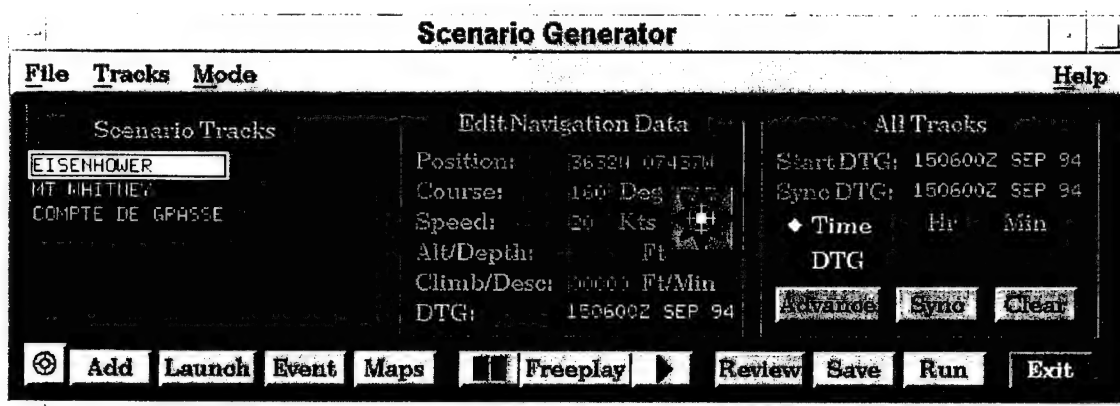 Scenario Generator
File Tracks Mode Help
Scenario Tracks
EISENHOWER
MT WHITNEY
COMPTE DE GRASSE
Edit Navigation Data
Position: 3632N 07437W
Course: 160 Deg
Speed: 20 Kts
Alt/Depth: Ft
Climb/Desc: 00000 Ft/Min
DTG: 150600Z SEP 94
All Tracks
Start DTG: 150600Z SEP 94
Sync DTG: 150600Z SEP 94
Time Hr Min
DTG
Advance Sync Clear
Add Launch Event Maps Freeplay Review Save Run Exit